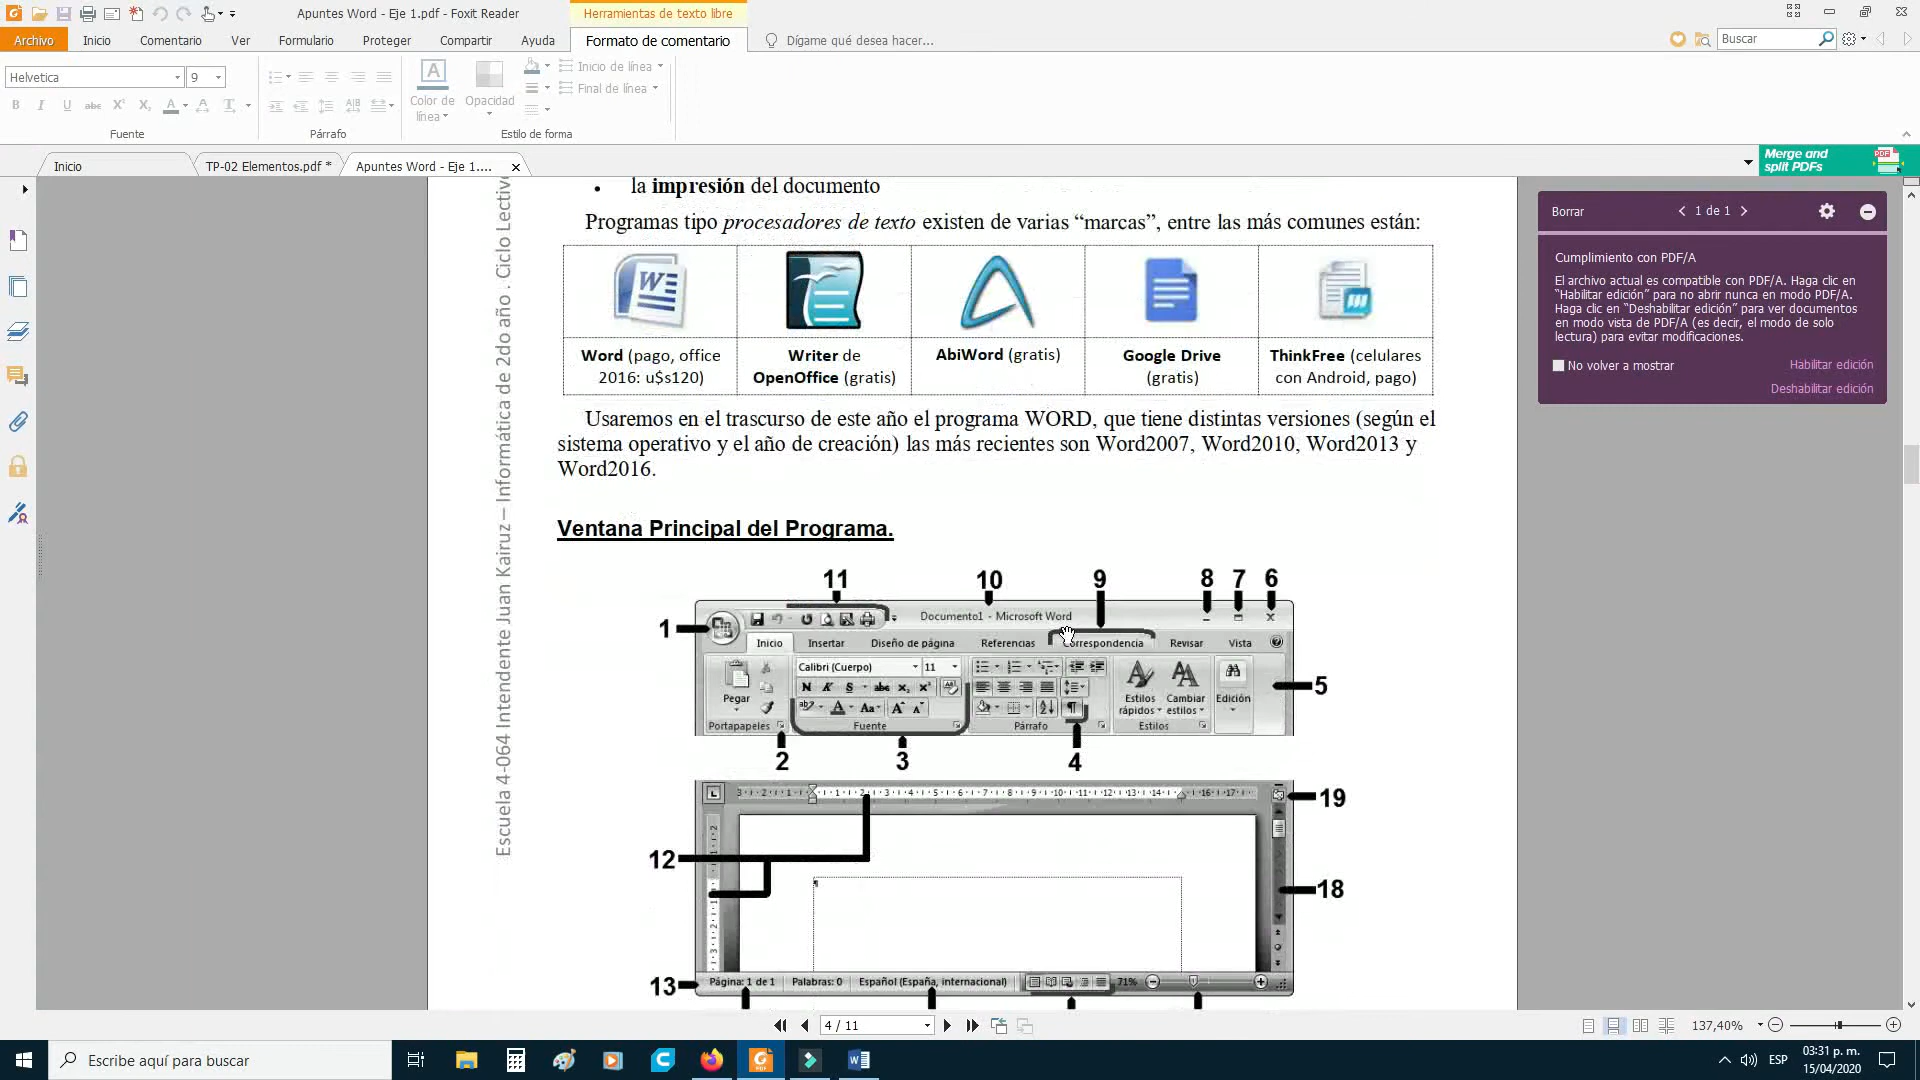 Apuntes Word - Eje 1.pdf - Foxit Reader
Herramientas de texto libre
Archivo
Inicio
Comentario
Ver
Formulario
Proteger
Compartir
Ayuda
Formato de comentario
Dígame qué desea hacer...
Buscar
Helvetica
9
Color de
línea
Opacidad
Inicio de línea
Final de línea
Fuente
Párrafo
Estilo de forma
Inicio
TP-02 Elementos.pdf *
Apuntes Word - Eje 1....
Merge and
split PDFs
Escuela 4-064 Intendente Juan Kairuz – Informática de 2do año . Ciclo Lectivo
• la impresión del documento
Programas tipo procesadores de texto existen de varias “marcas”, entre las más comunes están:
Word (pago, office
2016: u$s120)
Writer de
OpenOffice (gratis)
AbiWord (gratis)
Google Drive
(gratis)
ThinkFree (celulares
con Android, pago)
Usaremos en el trascurso de este año el programa WORD, que tiene distintas versiones (según el
sistema operativo y el año de creación) las más recientes son Word2007, Word2010, Word2013 y
Word2016.
Ventana Principal del Programa.
11 10 9 8 7 6
1
Documento1 - Microsoft Word
Inicio Insertar Diseño de página Referencias Correspondencia Revisar Vista
Calibri (Cuerpo) 11
Pegar
Estilos
rápidos
Cambiar
estilos
Edición
Portapapeles
Fuente
Párrafo
Estilos
5
2 3 4
19
12
18
13
Página: 1 de 1 Palabras: 0 Español (España, internacional) 71%
Borrar
1 de 1
Cumplimiento con PDF/A
El archivo actual es compatible con PDF/A. Haga clic en
“Habilitar edición” para no abrir nunca en modo PDF/A.
Haga clic en “Deshabilitar edición” para ver documentos
en modo vista de PDF/A (es decir, el modo de solo
lectura) para evitar modificaciones.
No volver a mostrar
Habilitar edición
Deshabilitar edición
4 / 11
137,40%
Escribe aquí para buscar
ESP
03:31 p. m.
15/04/2020